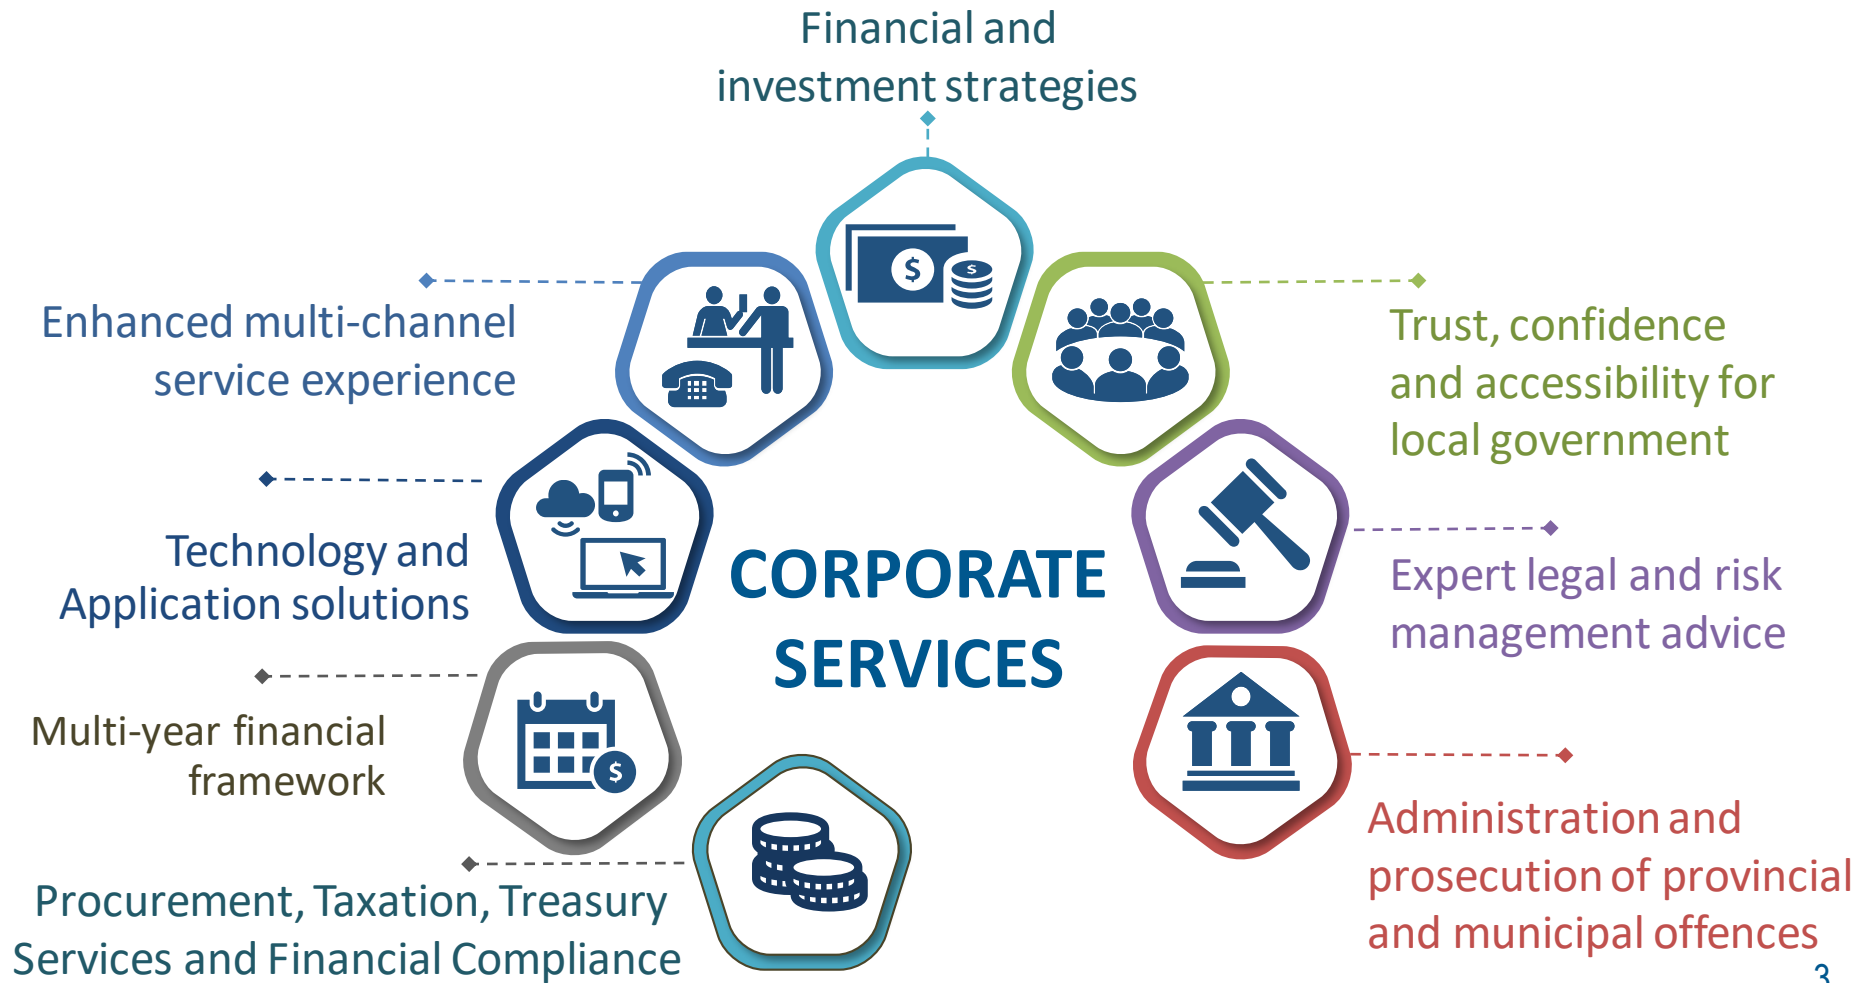 Financial and
investment strategies
$
$
Enhanced multi-channel
service experience
Trust, confidence
and accessibility for
local government
Technology and
Application solutions
CORPORATE
SERVICES
Expert legal and risk
management advice
Multi-year financial
framework
$
Administration and
prosecution of provincial
and municipal offences
Procurement, Taxation, Treasury
Services and Financial Compliance
3